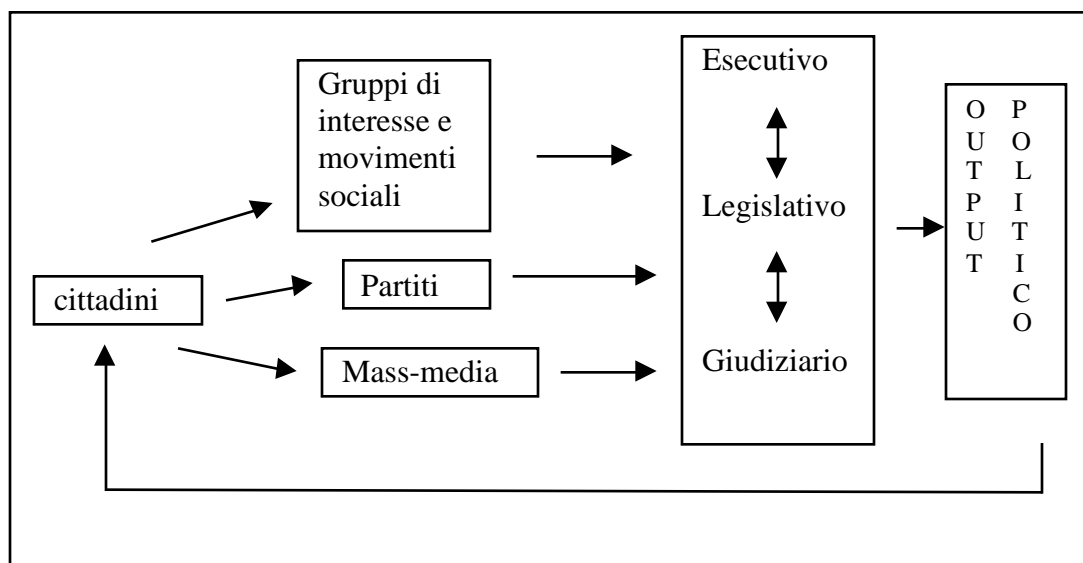 cittadini
Gruppi di
interesse e
movimenti
sociali
Partiti
Mass-media
Esecutivo
Legislativo
Giudiziario
OUTPUT
POLITICO